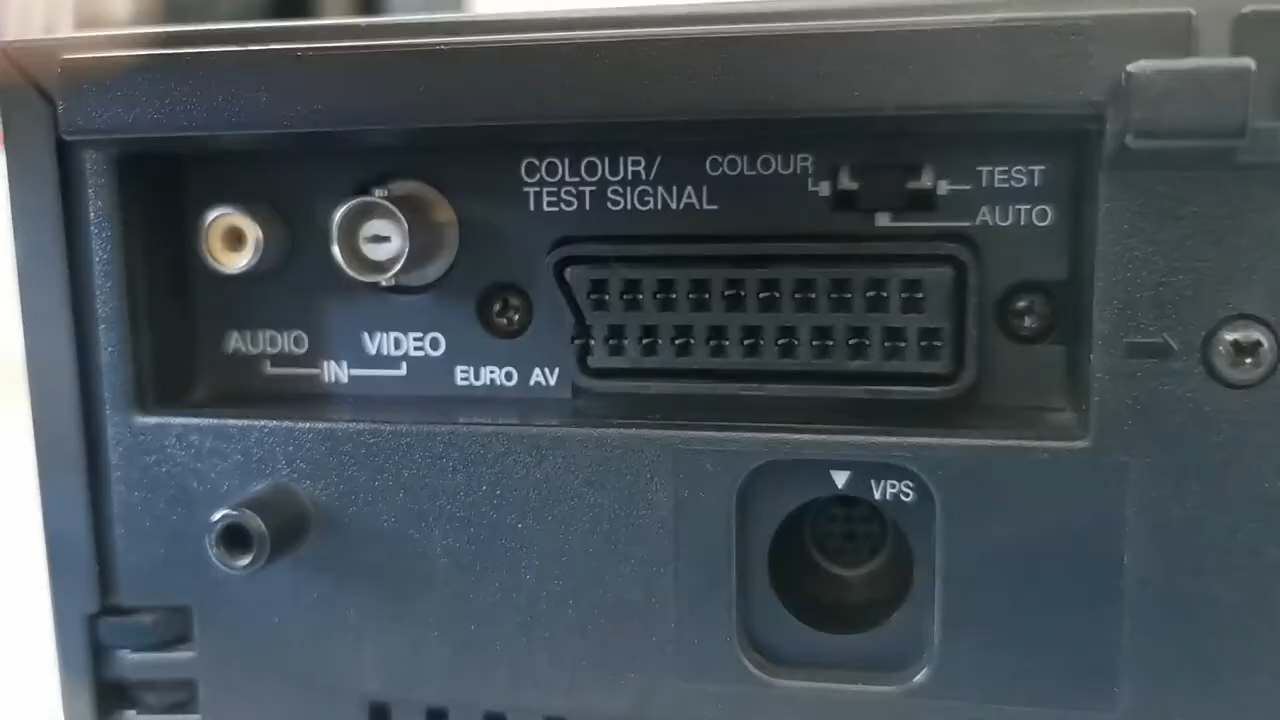 COLOUR/
TEST SIGNAL
COLOUR
TEST
AUTO
AUDIO
VIDEO
IN
EURO AV
VPS